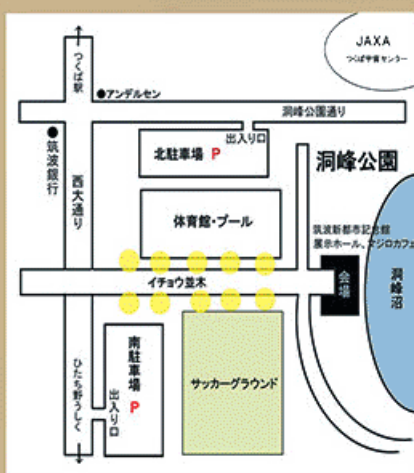 JAXA
つくば宇宙センター
つくば駅
●アンデルセン
洞峰公園通り
●筑波銀行
西大通り
出入り口
北駐車場 P
洞峰公園
体育館・プール
筑波新都市記念館
展示ホール、マジロカフェ
イチョウ並木
会場
洞峰沼
南駐車場
P
出入り口
サッカーグラウンド
ひたち野うしく